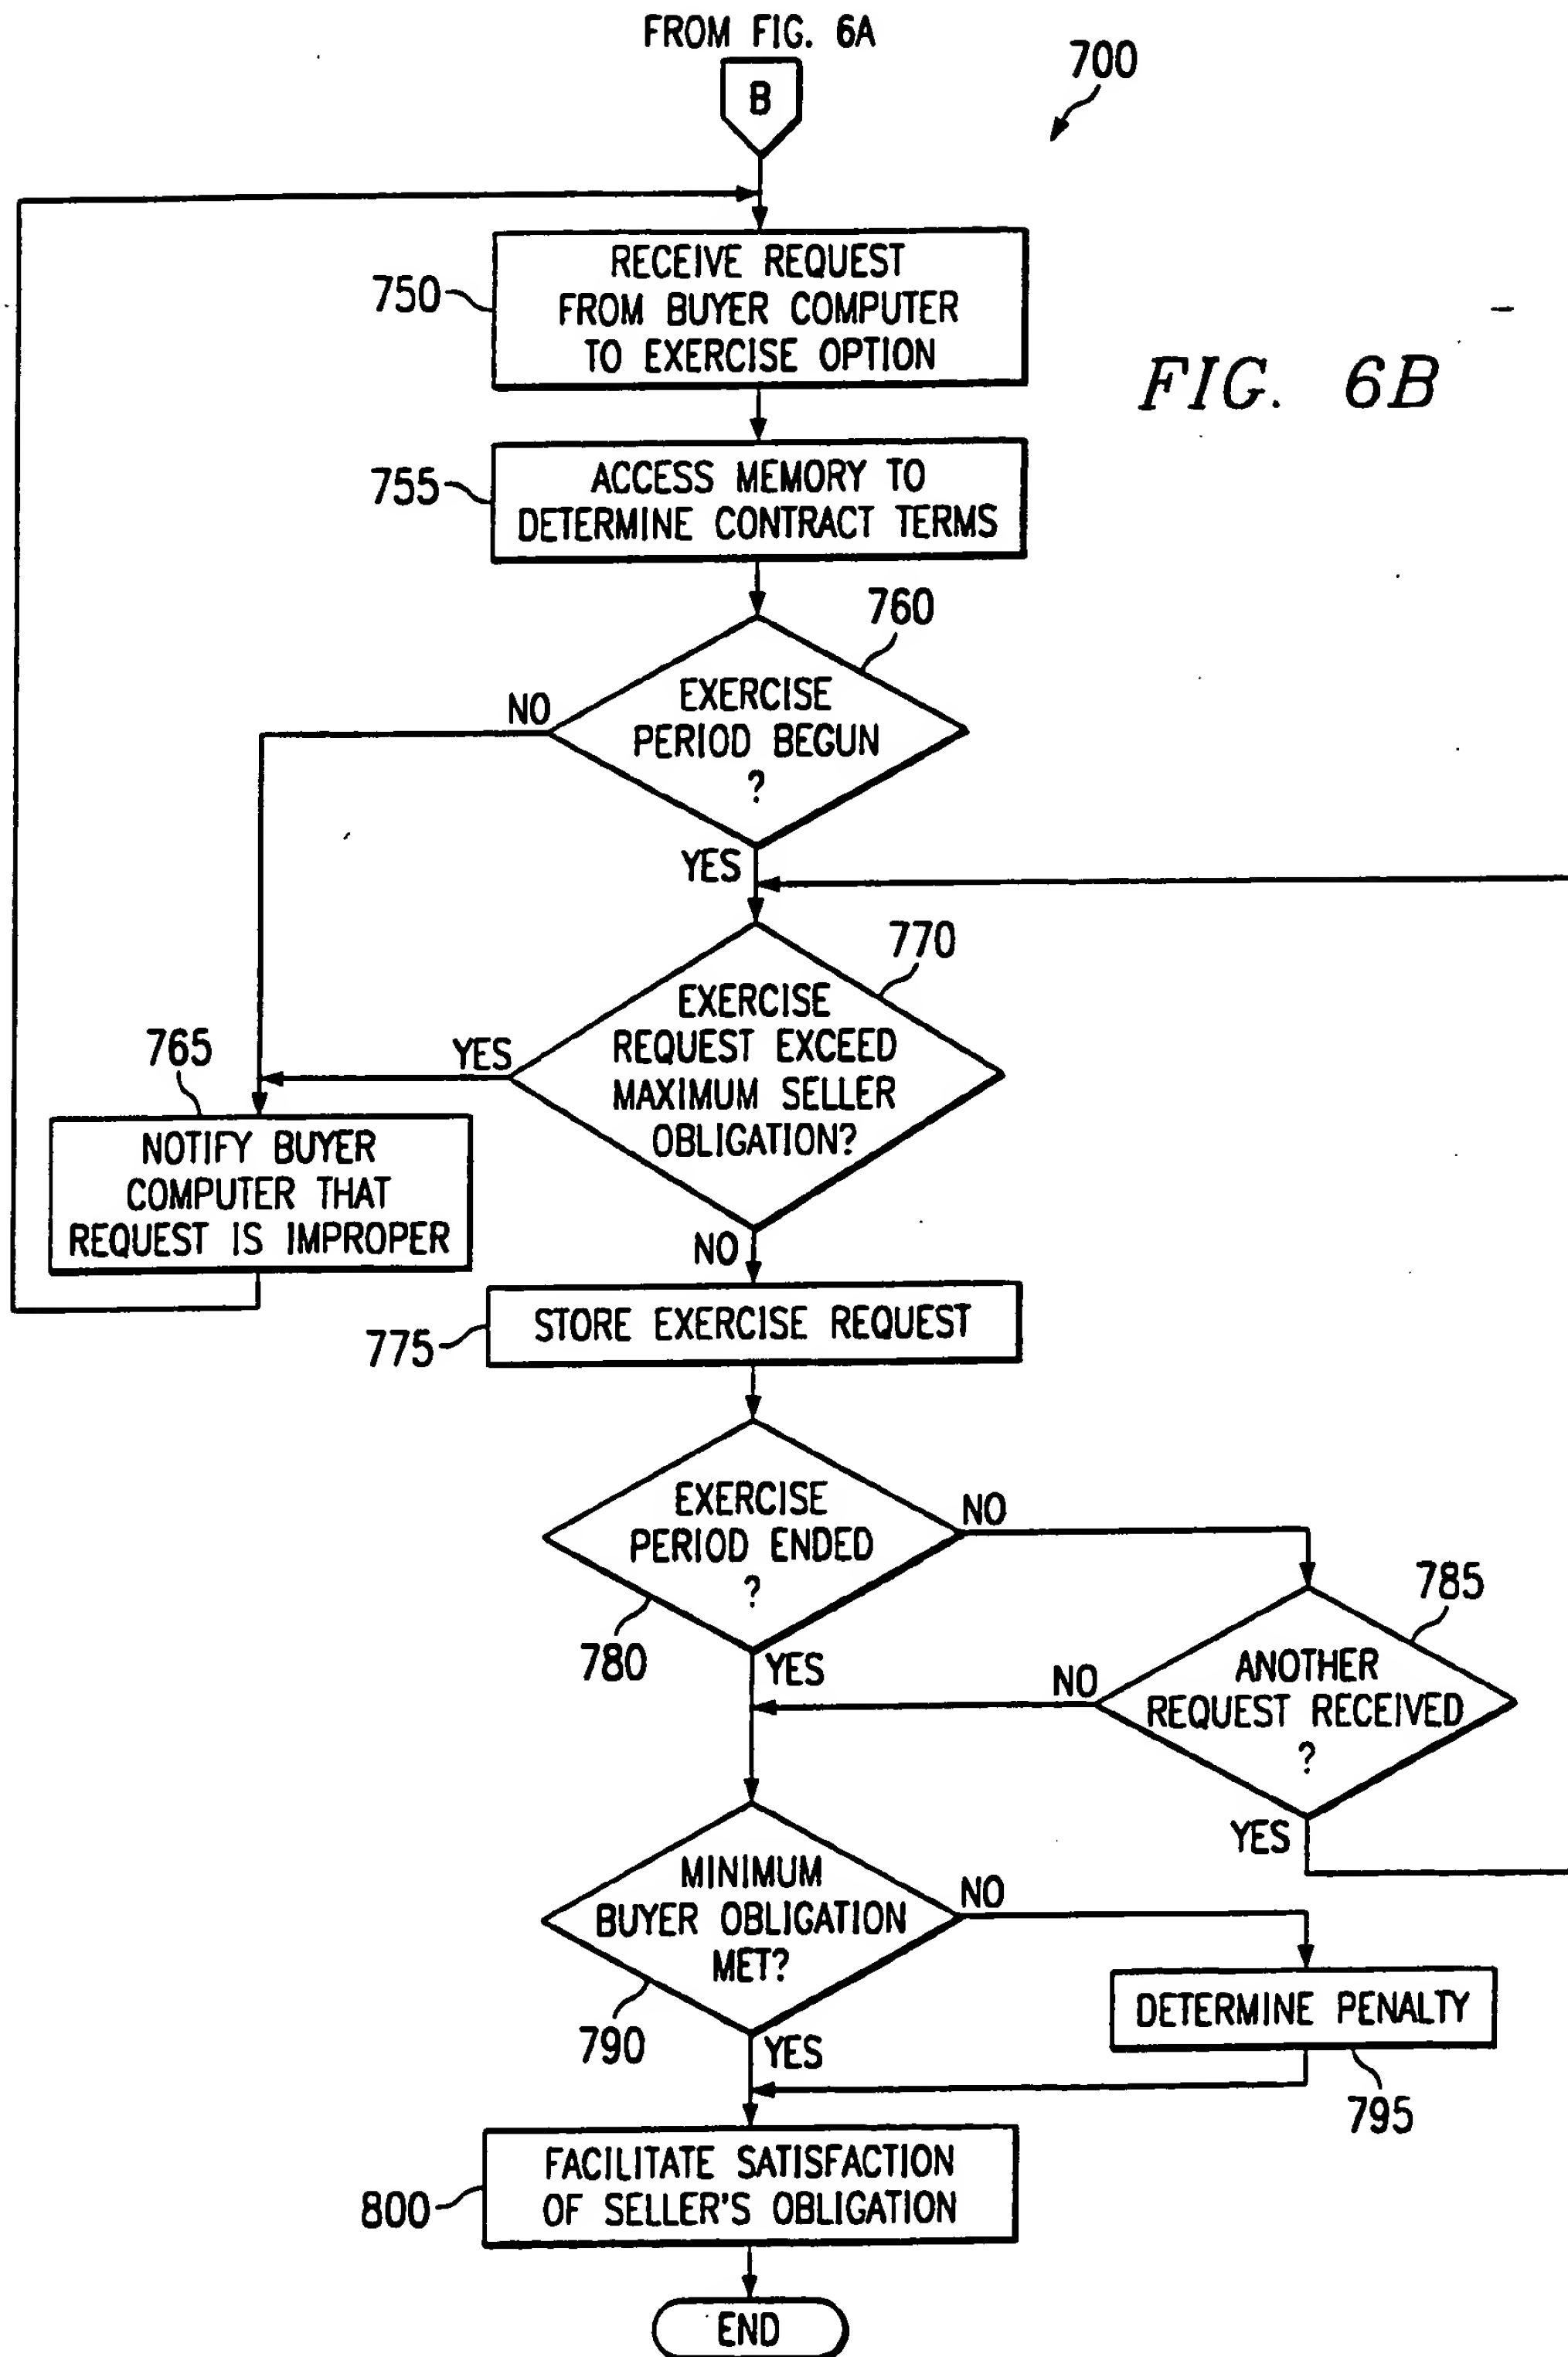 FROM FIG. 6A
B
700
RECEIVE REQUEST
FROM BUYER COMPUTER
TO EXERCISE OPTION
750
FIG. 6B
ACCESS MEMORY TO
DETERMINE CONTRACT TERMS
755
760
EXERCISE
PERIOD BEGUN
?
NO
YES
770
EXERCISE
REQUEST EXCEED
MAXIMUM SELLER
OBLIGATION?
YES
NO
765
NOTIFY BUYER
COMPUTER THAT
REQUEST IS IMPROPER
STORE EXERCISE REQUEST
775
EXERCISE
PERIOD ENDED
?
NO
780
YES
785
ANOTHER
REQUEST RECEIVED
?
NO
YES
MINIMUM
BUYER OBLIGATION
MET?
NO
790
YES
DETERMINE PENALTY
795
FACILITATE SATISFACTION
OF SELLER'S OBLIGATION
800
END